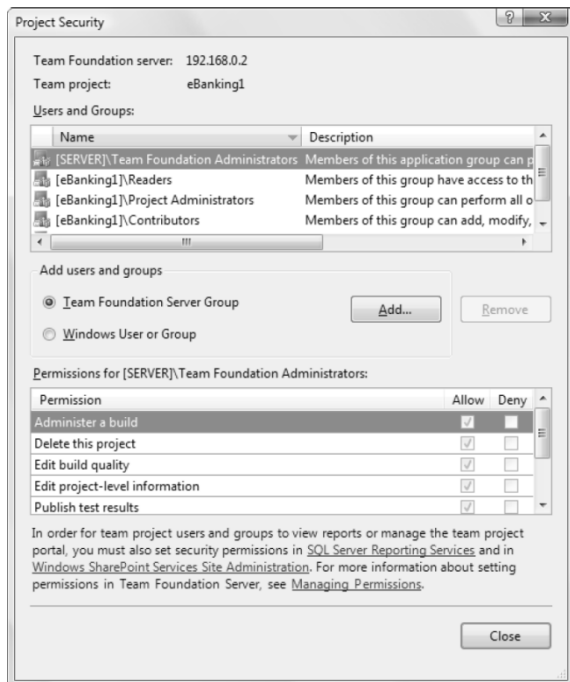 Project Security
Team Foundation server: 192.168.0.2
Team project: eBanking1
Users and Groups:
Name Description
[SERVER]\Team Foundation Administrators Members of this application group can p
[eBanking1]\Readers Members of this group have access to th
[eBanking1]\Project Administrators Members of this group can perform all o
[eBanking1]\Contributors Members of this group can add, modify,
Add users and groups
Team Foundation Server Group
Add...
Remove
Windows User or Group
Permissions for [SERVER]\Team Foundation Administrators:
Permission Allow Deny
Administer a build
Delete this project
Edit build quality
Edit project-level information
Publish test results
In order for team project users and groups to view reports or manage the team project
portal, you must also set security permissions in SQL Server Reporting Services and in
Windows SharePoint Services Site Administration. For more information about setting
permissions in Team Foundation Server, see Managing Permissions.
Close